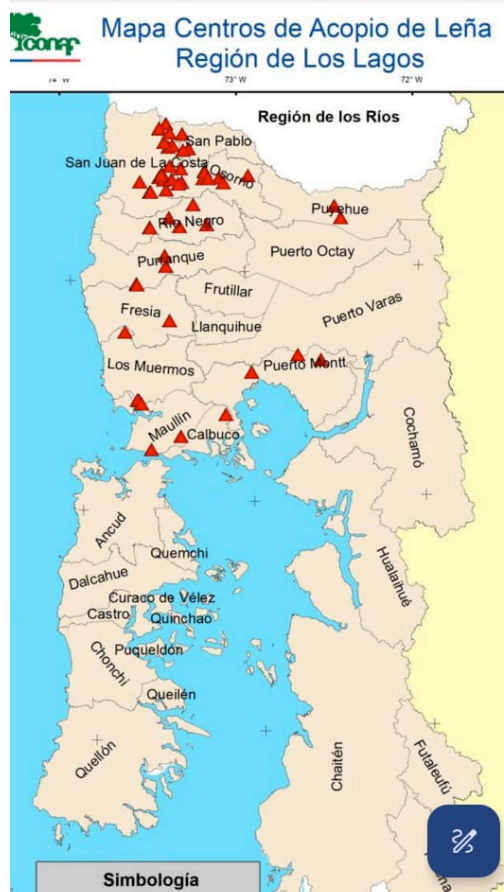 conaf
Mapa Centros de Acopio de Leña
Región de Los Lagos
74° W
73° W
72° W
Región de los Ríos
San Pablo
San Juan de La Costa
Osorno
Puyehue
Río Negro
Puerto Octay
Purranque
Frutillar
Puerto Varas
Fresia
Llanquihue
Los Muermos
Puerto Montt
Maullín
Calbuco
Cochamó
Ancud
Quemchi
Hualaihué
Dalcahue
Curaco de Vélez
Castro
Quinchao
Puqueldón
Chonchi
Queilén
Quellón
Chaitén
Futaleufú
Simbología